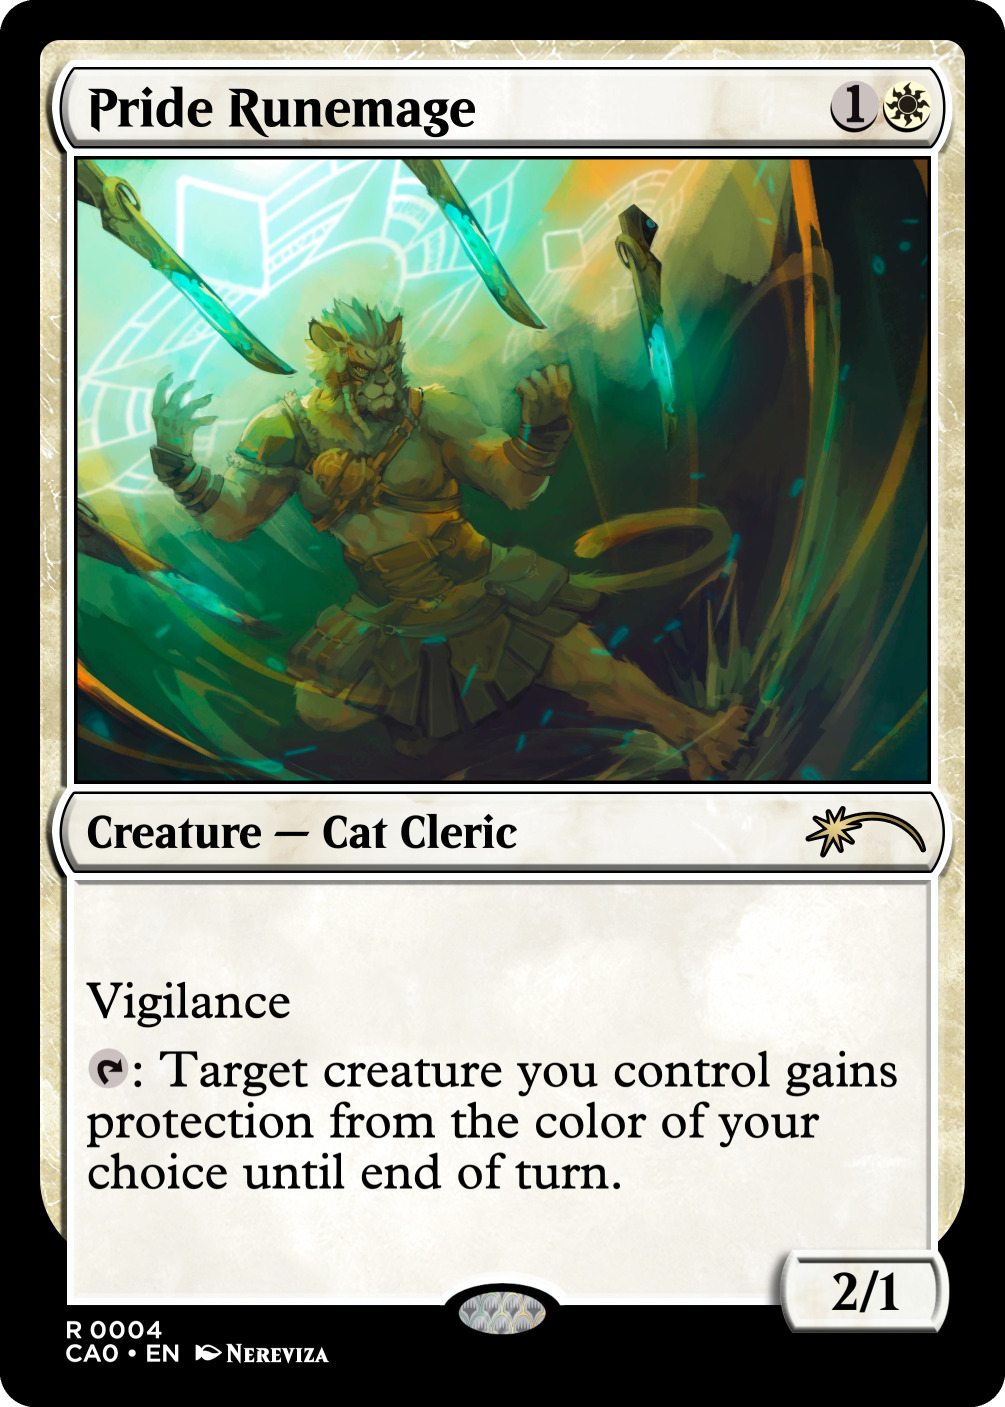 Pride Runemage 1
Creature — Cat Cleric
Vigilance
: Target creature you control gains
protection from the color of your
choice until end of turn.
2/1
R 0004
CAO • EN NEREVIZA